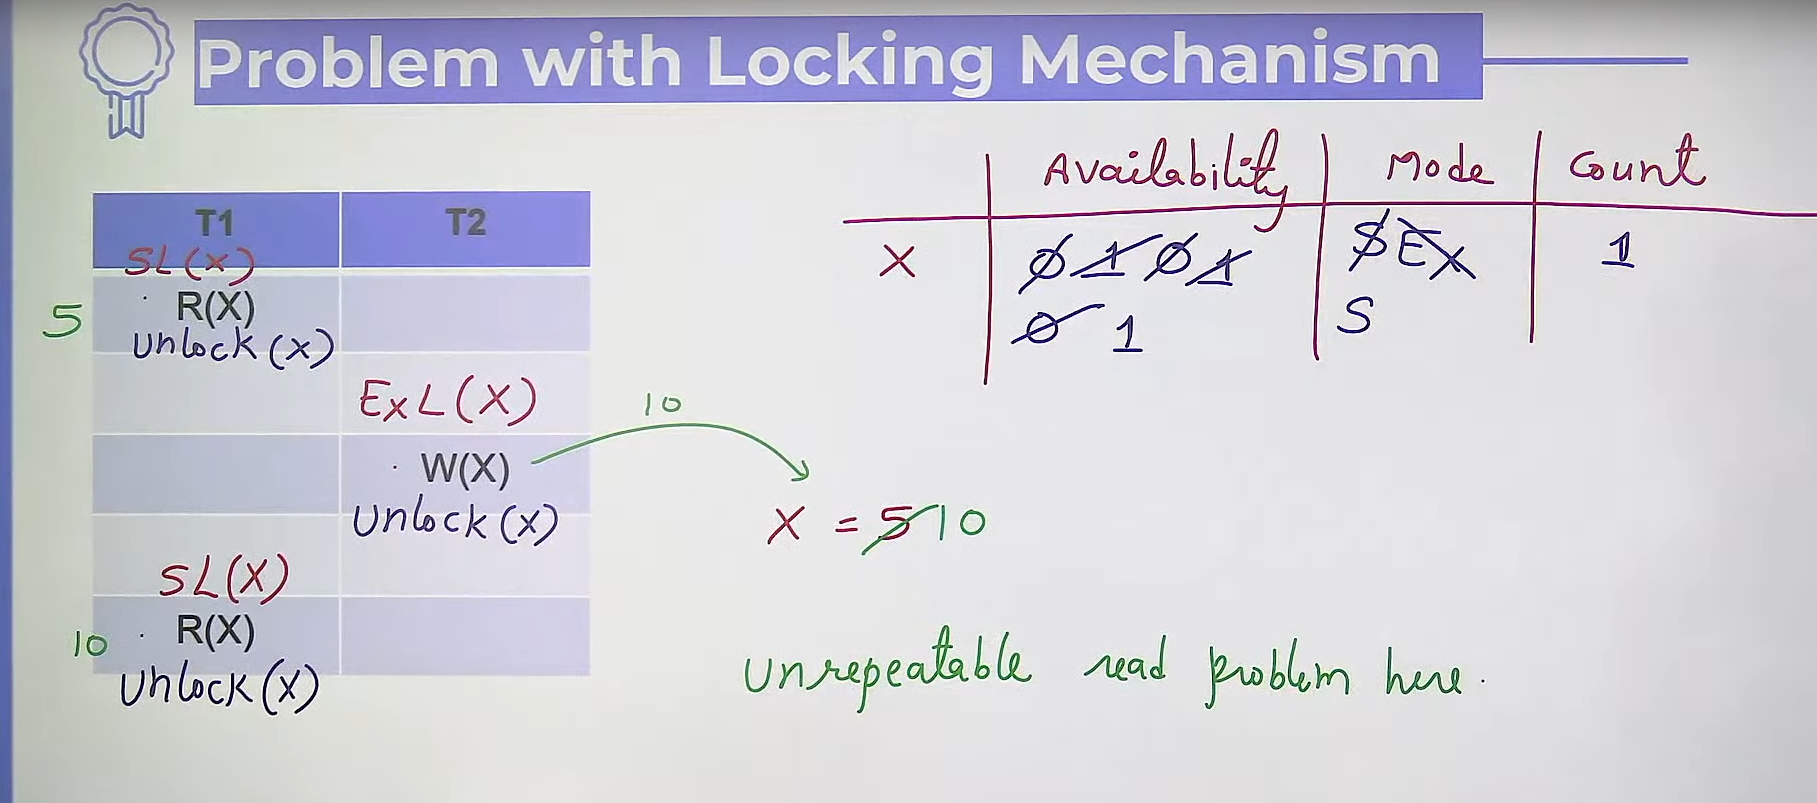 Problem with Locking Mechanism
Availability Mode Count
X 0 1 0 1 S Ex 1
0 1 S
T1 T2
SL(X)
5 R(X)
Unlock(x)
ExL(X)
10
W(X)
Unlock(x)
X = 5 10
SL(X)
10 R(X)
Unlock(X)
Unrepeatable read problem here.